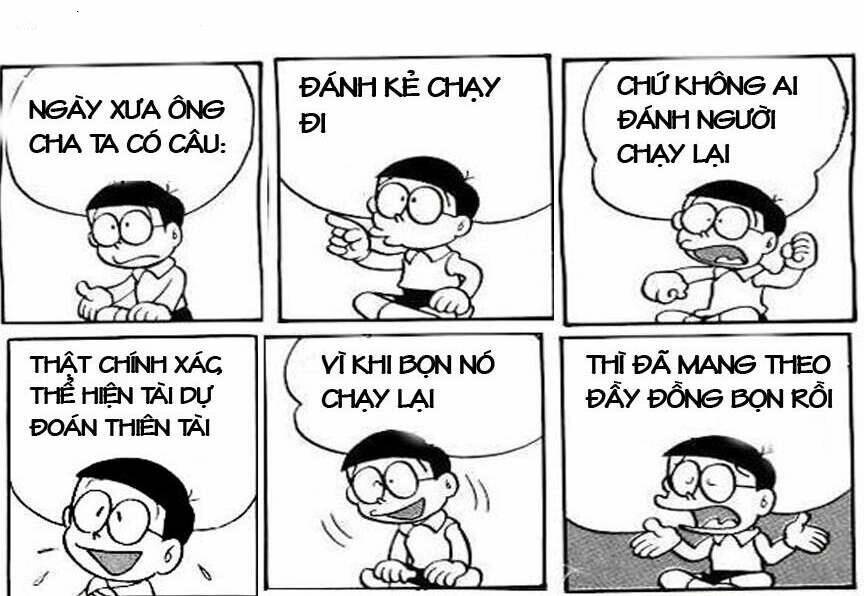 NGÀY XƯA ÔNG
CHA TA CÓ CÂU:
ĐÁNH KẺ CHẠY
ĐI
CHỨ KHÔNG AI
ĐÁNH NGƯỜI
CHẠY LẠI
THẬT CHÍNH XÁC,
THỂ HIỆN TÀI DỰ
ĐOÁN THIÊN TÀI
VÌ KHI BỌN NÓ
CHẠY LẠI
THÌ ĐÃ MANG THEO
ĐẦY ĐỒNG BỌN RỒI